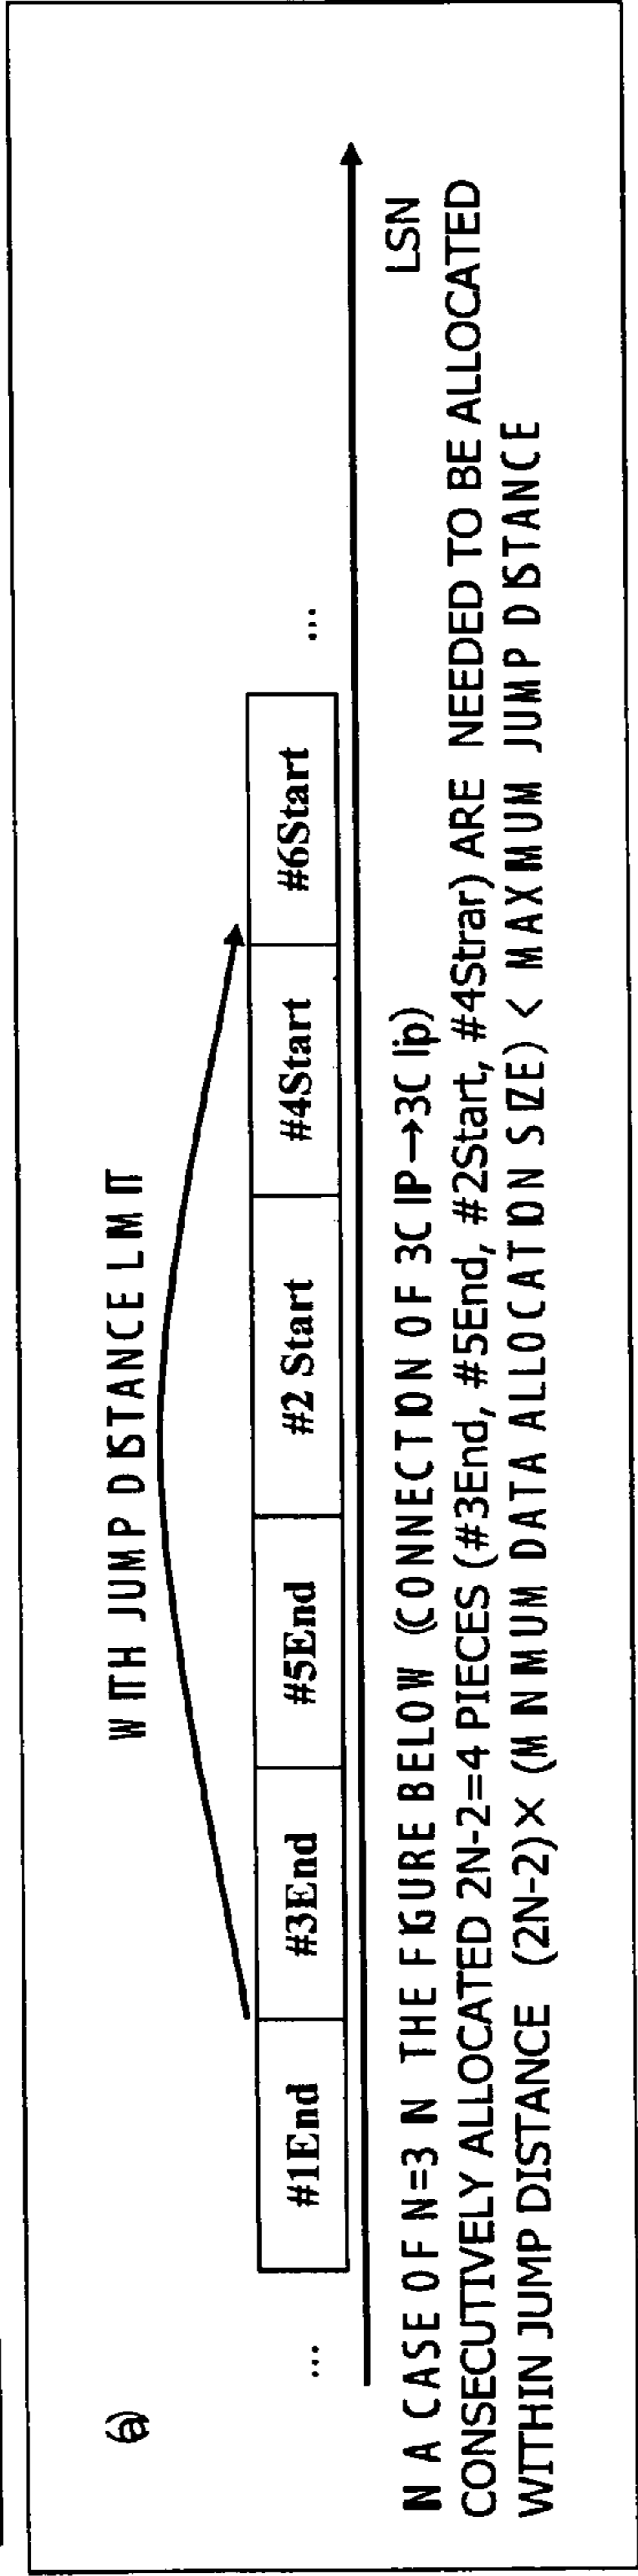 (a)
WITH JUMP DISTANCE LIMIT
... #1End #3End #5End #2 Start #4Start #6Start ...
LSN
IN A CASE OF N=3 IN THE FIGURE BELOW (CONNECTION OF 3ClIP→3Clip)
CONSECUTIVELY ALLOCATED 2N-2=4 PIECES (#3End, #5End, #2Start, #4Strar) ARE NEEDED TO BE ALLOCATED
WITHIN JUMP DISTANCE (2N-2)×(MINIMUM DATA ALLOCATION SIZE) < MAXIMUM JUMP DISTANCE